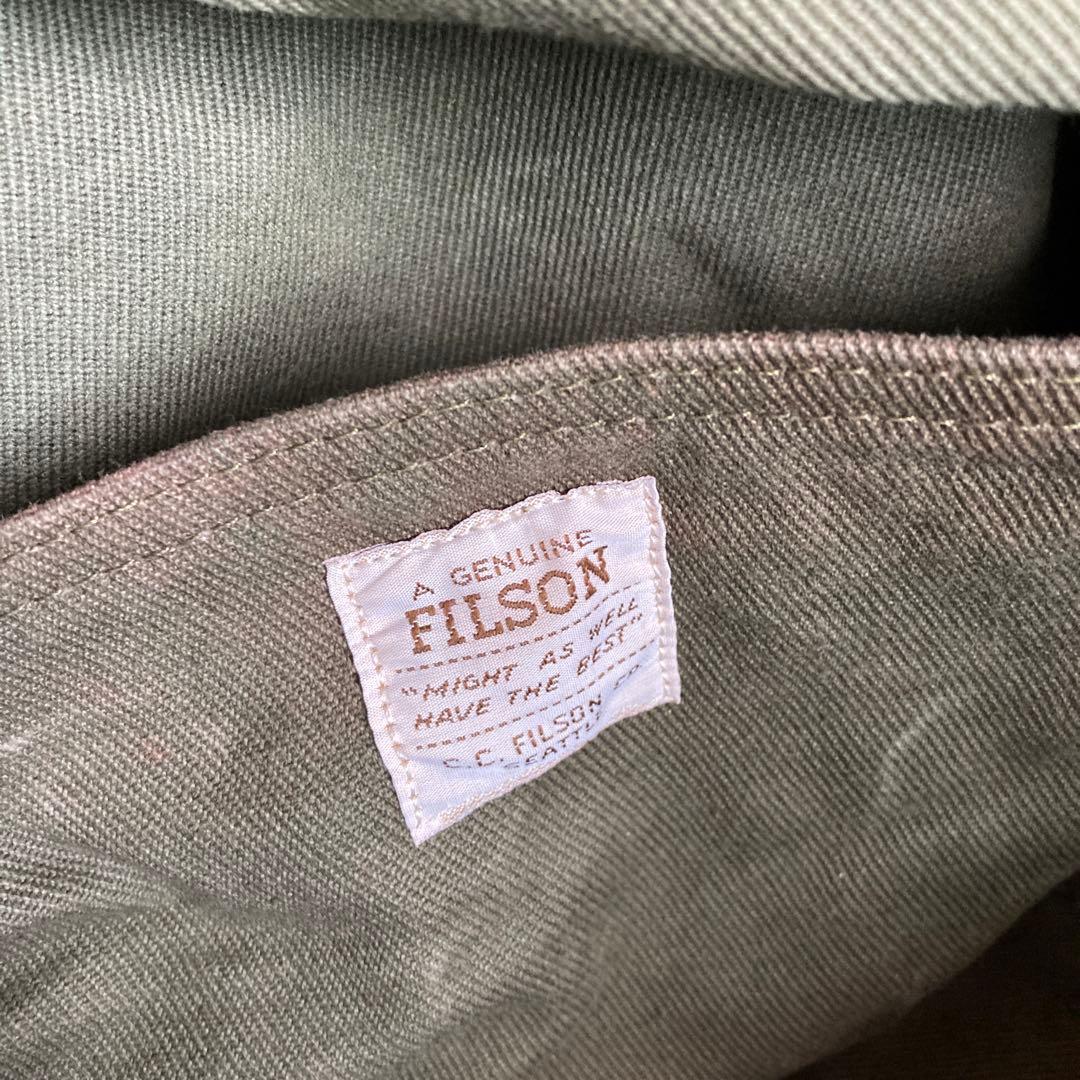 A GENUINE
FILSON
"MIGHT AS WELL
HAVE THE BEST"
C.C. FILSON CO.
SEATTLE